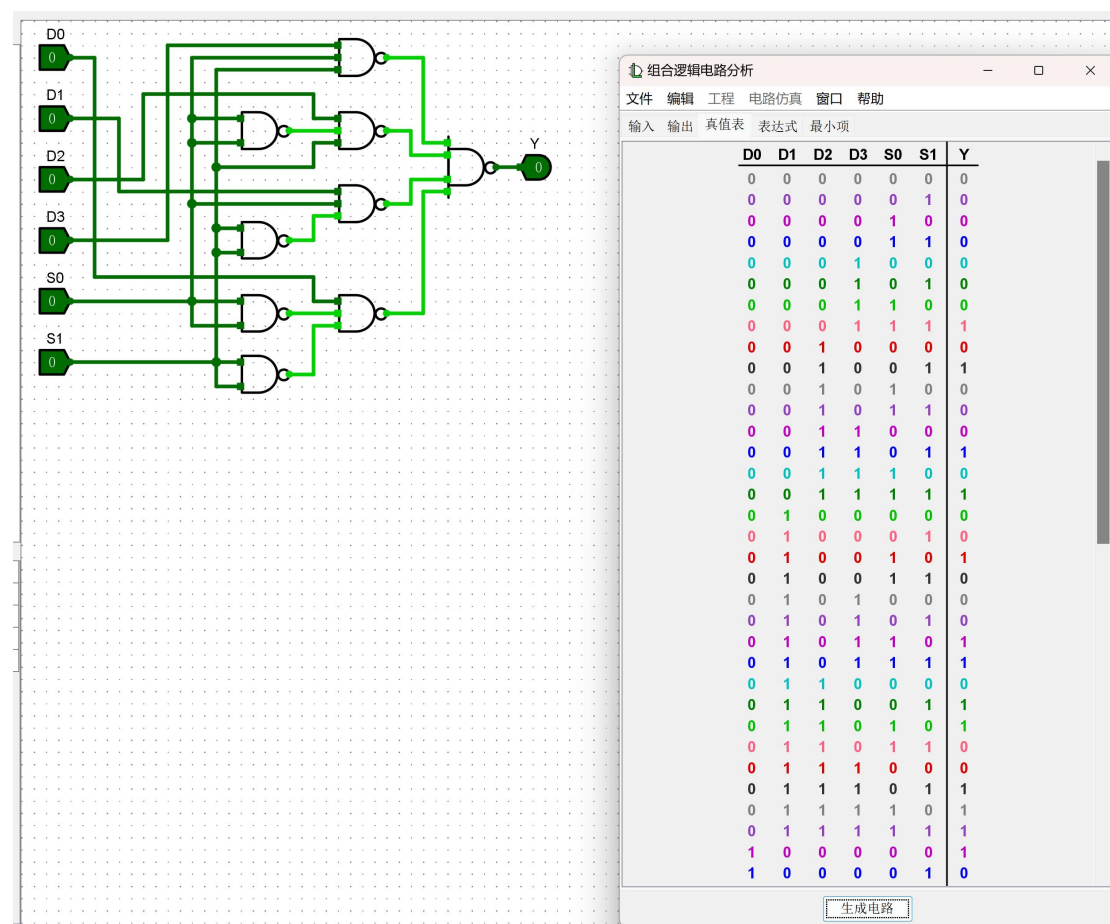 D0
0
D1
0
D2
0
D3
0
S0
0
S1
0
Y
0
组合逻辑电路分析
文件 编辑 工程 电路仿真 窗口 帮助
输入 输出 真值表 表达式 最小项
D0 D1 D2 D3 S0 S1 Y
0 0 0 0 0 0 0
0 0 0 0 0 1 0
0 0 0 0 1 0 0
0 0 0 0 1 1 0
0 0 0 1 0 0 0
0 0 0 1 0 1 0
0 0 0 1 1 0 0
0 0 0 1 1 1 1
0 0 1 0 0 0 0
0 0 1 0 0 1 1
0 0 1 0 1 0 0
0 0 1 0 1 1 0
0 0 1 1 0 0 0
0 0 1 1 0 1 1
0 0 1 1 1 0 0
0 0 1 1 1 1 1
0 1 0 0 0 0 0
0 1 0 0 0 1 0
0 1 0 0 1 0 1
0 1 0 0 1 1 0
0 1 0 1 0 0 0
0 1 0 1 0 1 0
0 1 0 1 1 0 1
0 1 0 1 1 1 1
0 1 1 0 0 0 0
0 1 1 0 0 1 1
0 1 1 0 1 0 1
0 1 1 0 1 1 0
0 1 1 1 0 0 0
0 1 1 1 0 1 1
0 1 1 1 1 0 1
0 1 1 1 1 1 1
1 0 0 0 0 0 1
1 0 0 0 0 1 0
生成电路